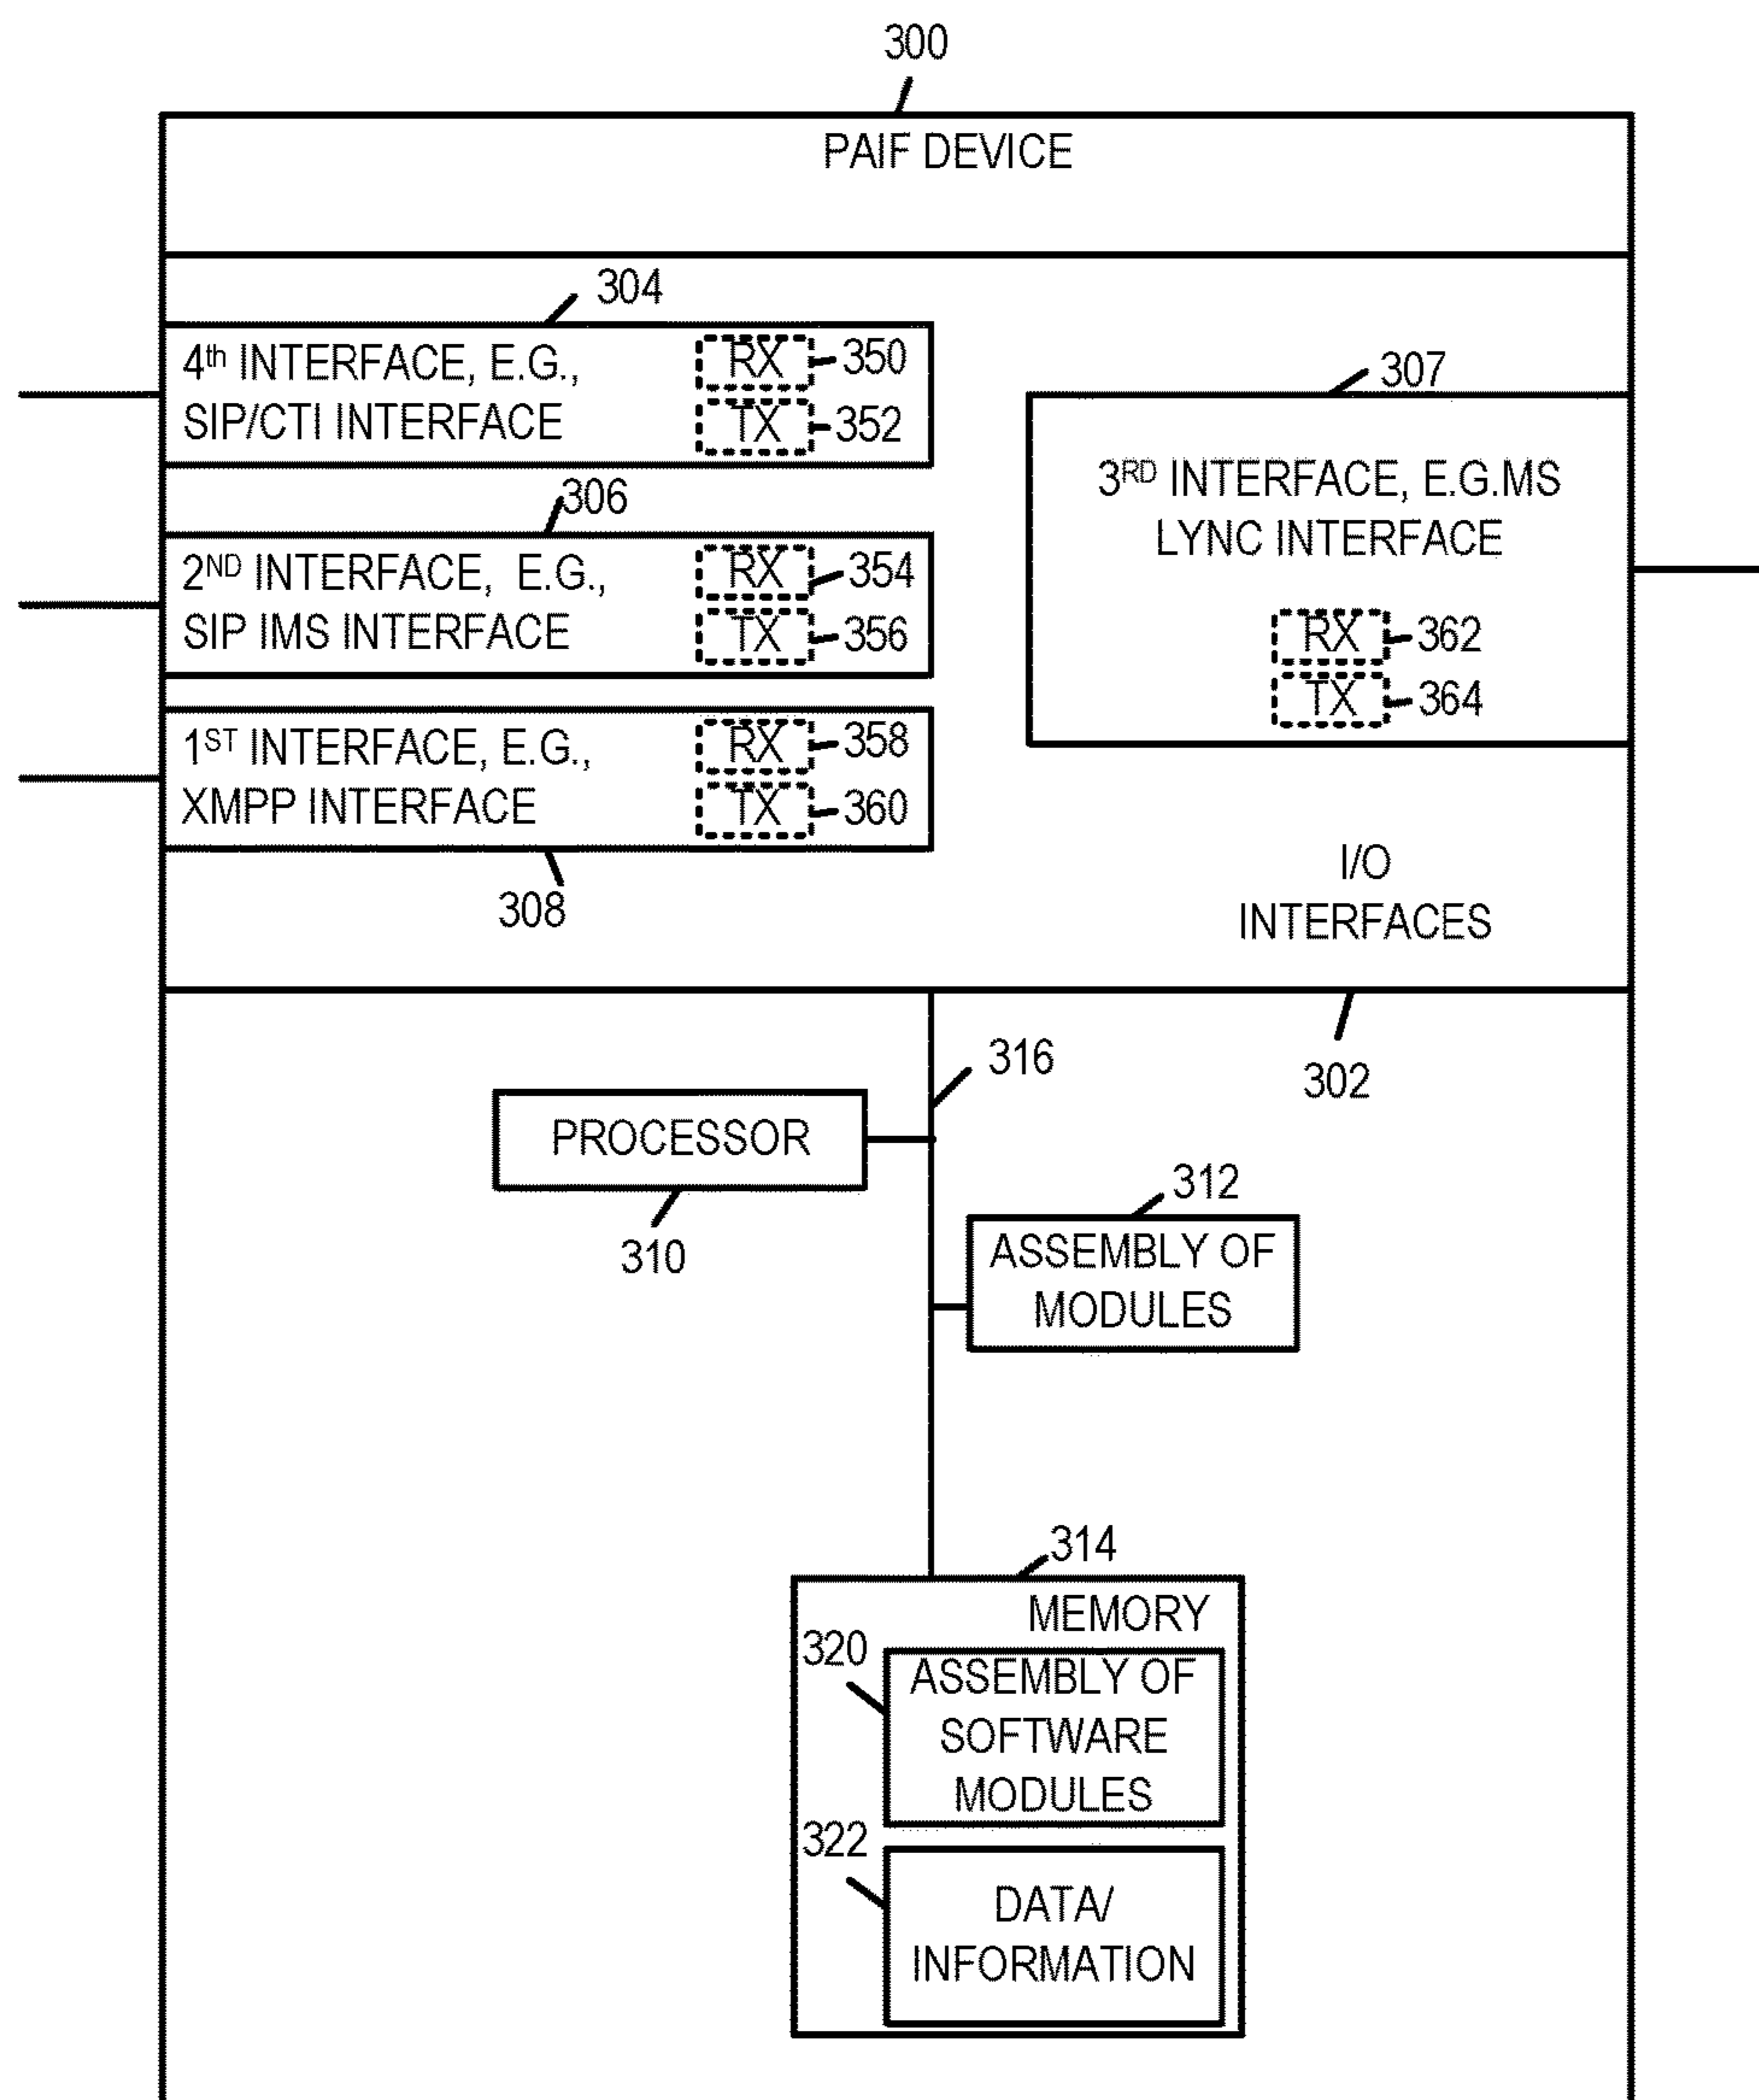 300
PAIF DEVICE
304
4th INTERFACE, E.G.,
SIP/CTI INTERFACE
RX
350
TX
352
306
2ND INTERFACE, E.G.,
SIP IMS INTERFACE
RX
354
TX
356
1ST INTERFACE, E.G.,
XMPP INTERFACE
RX
358
TX
360
308
307
3RD INTERFACE, E.G.MS
LYNC INTERFACE
RX
362
TX
364
I/O
INTERFACES
302
316
PROCESSOR
310
312
ASSEMBLY OF
MODULES
314
MEMORY
320
ASSEMBLY OF
SOFTWARE
MODULES
322
DATA/
INFORMATION